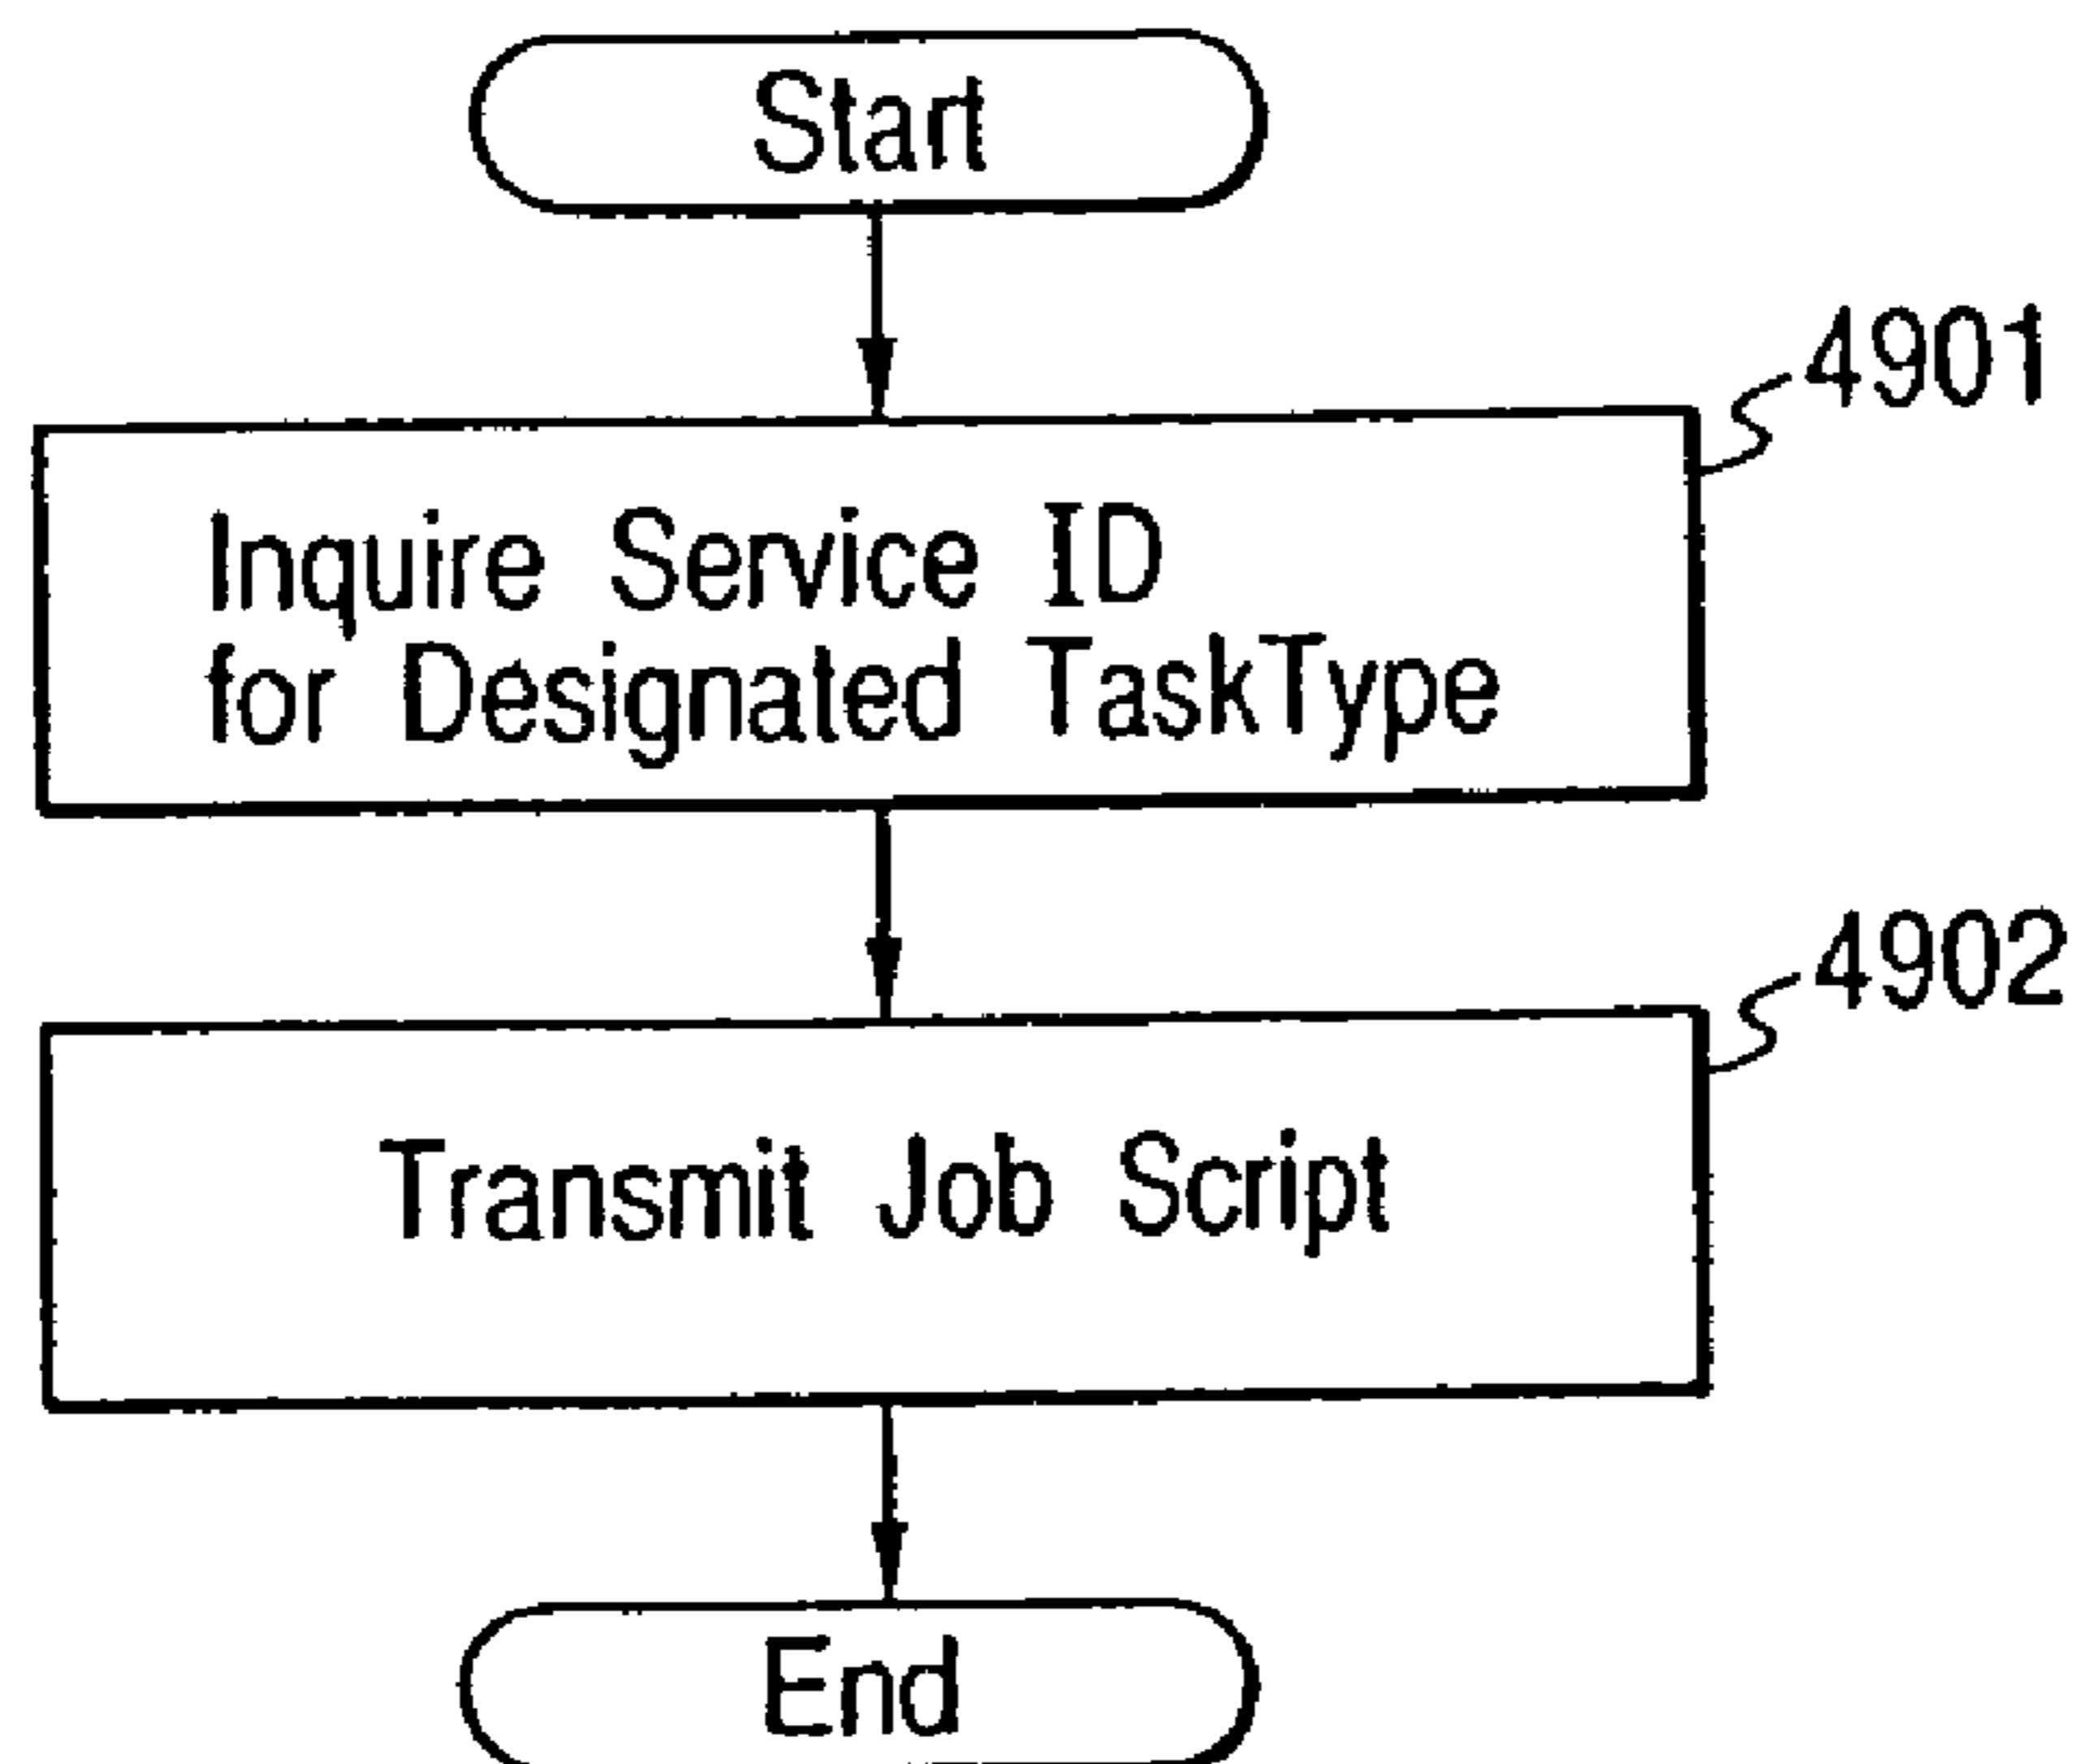 Start
4901
Inquire Service ID
for Designated TaskType
4902
Transmit Job Script
End